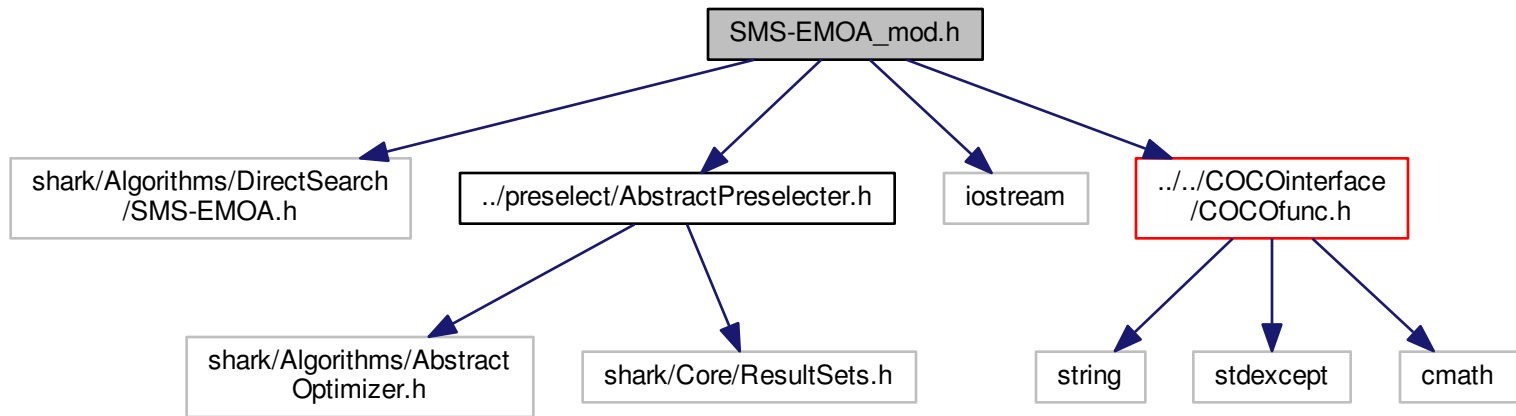 SMS-EMOA_mod.h
shark/Algorithms/DirectSearch
/SMS-EMOA.h
../preselect/AbstractPreselecter.h
iostream
../../COCOinterface
/COCOfunc.h
shark/Algorithms/Abstract
Optimizer.h
shark/Core/ResultSets.h
string
stdexcept
cmath